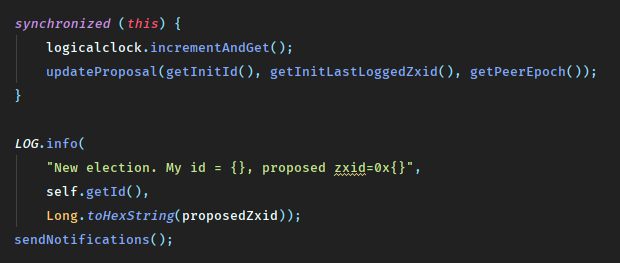 synchronized (this) {
    logicalclock.incrementAndGet();
    updateProposal(getInitId(), getInitLastLoggedZxid(), getPeerEpoch());
}

LOG.info(
    "New election. My id = {}, proposed zxid=0x{}",
    self.getId(),
    Long.toHexString(proposedZxid));
sendNotifications();